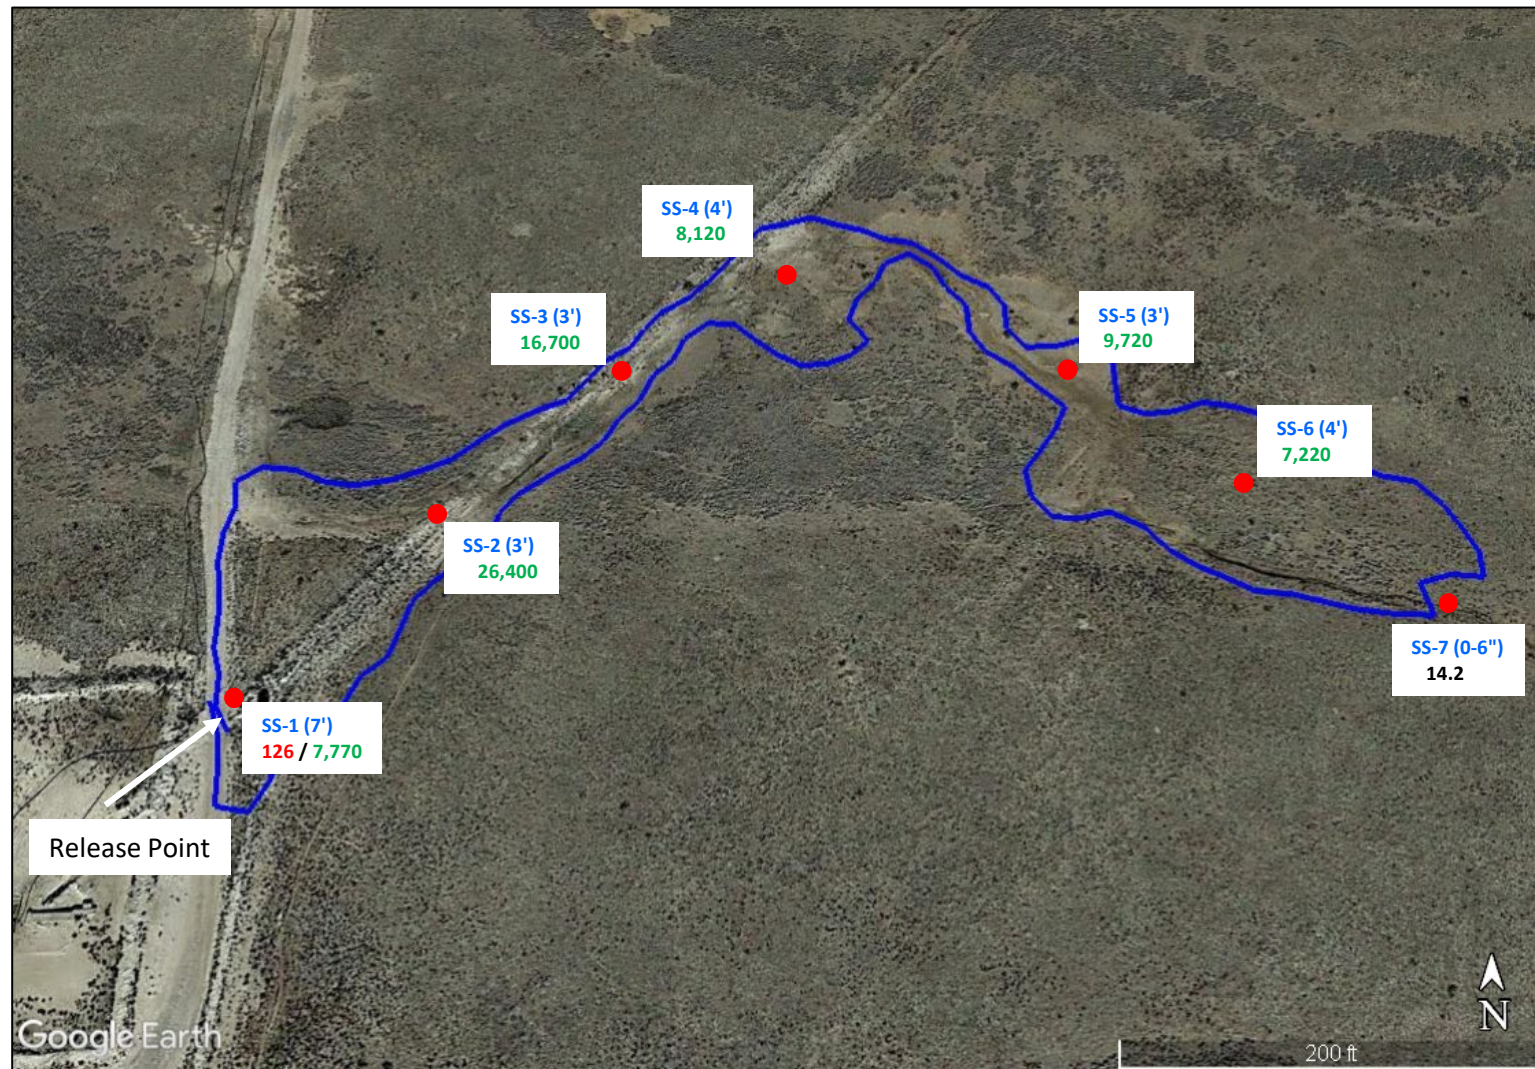 SS-4 (4')
8,120
SS-3 (3')
16,700
SS-5 (3')
9,720
SS-6 (4')
7,220
SS-2 (3')
26,400
SS-7 (0-6")
14.2
SS-1 (7')
126 / 7,770
Release Point
N
Google Earth
200 ft